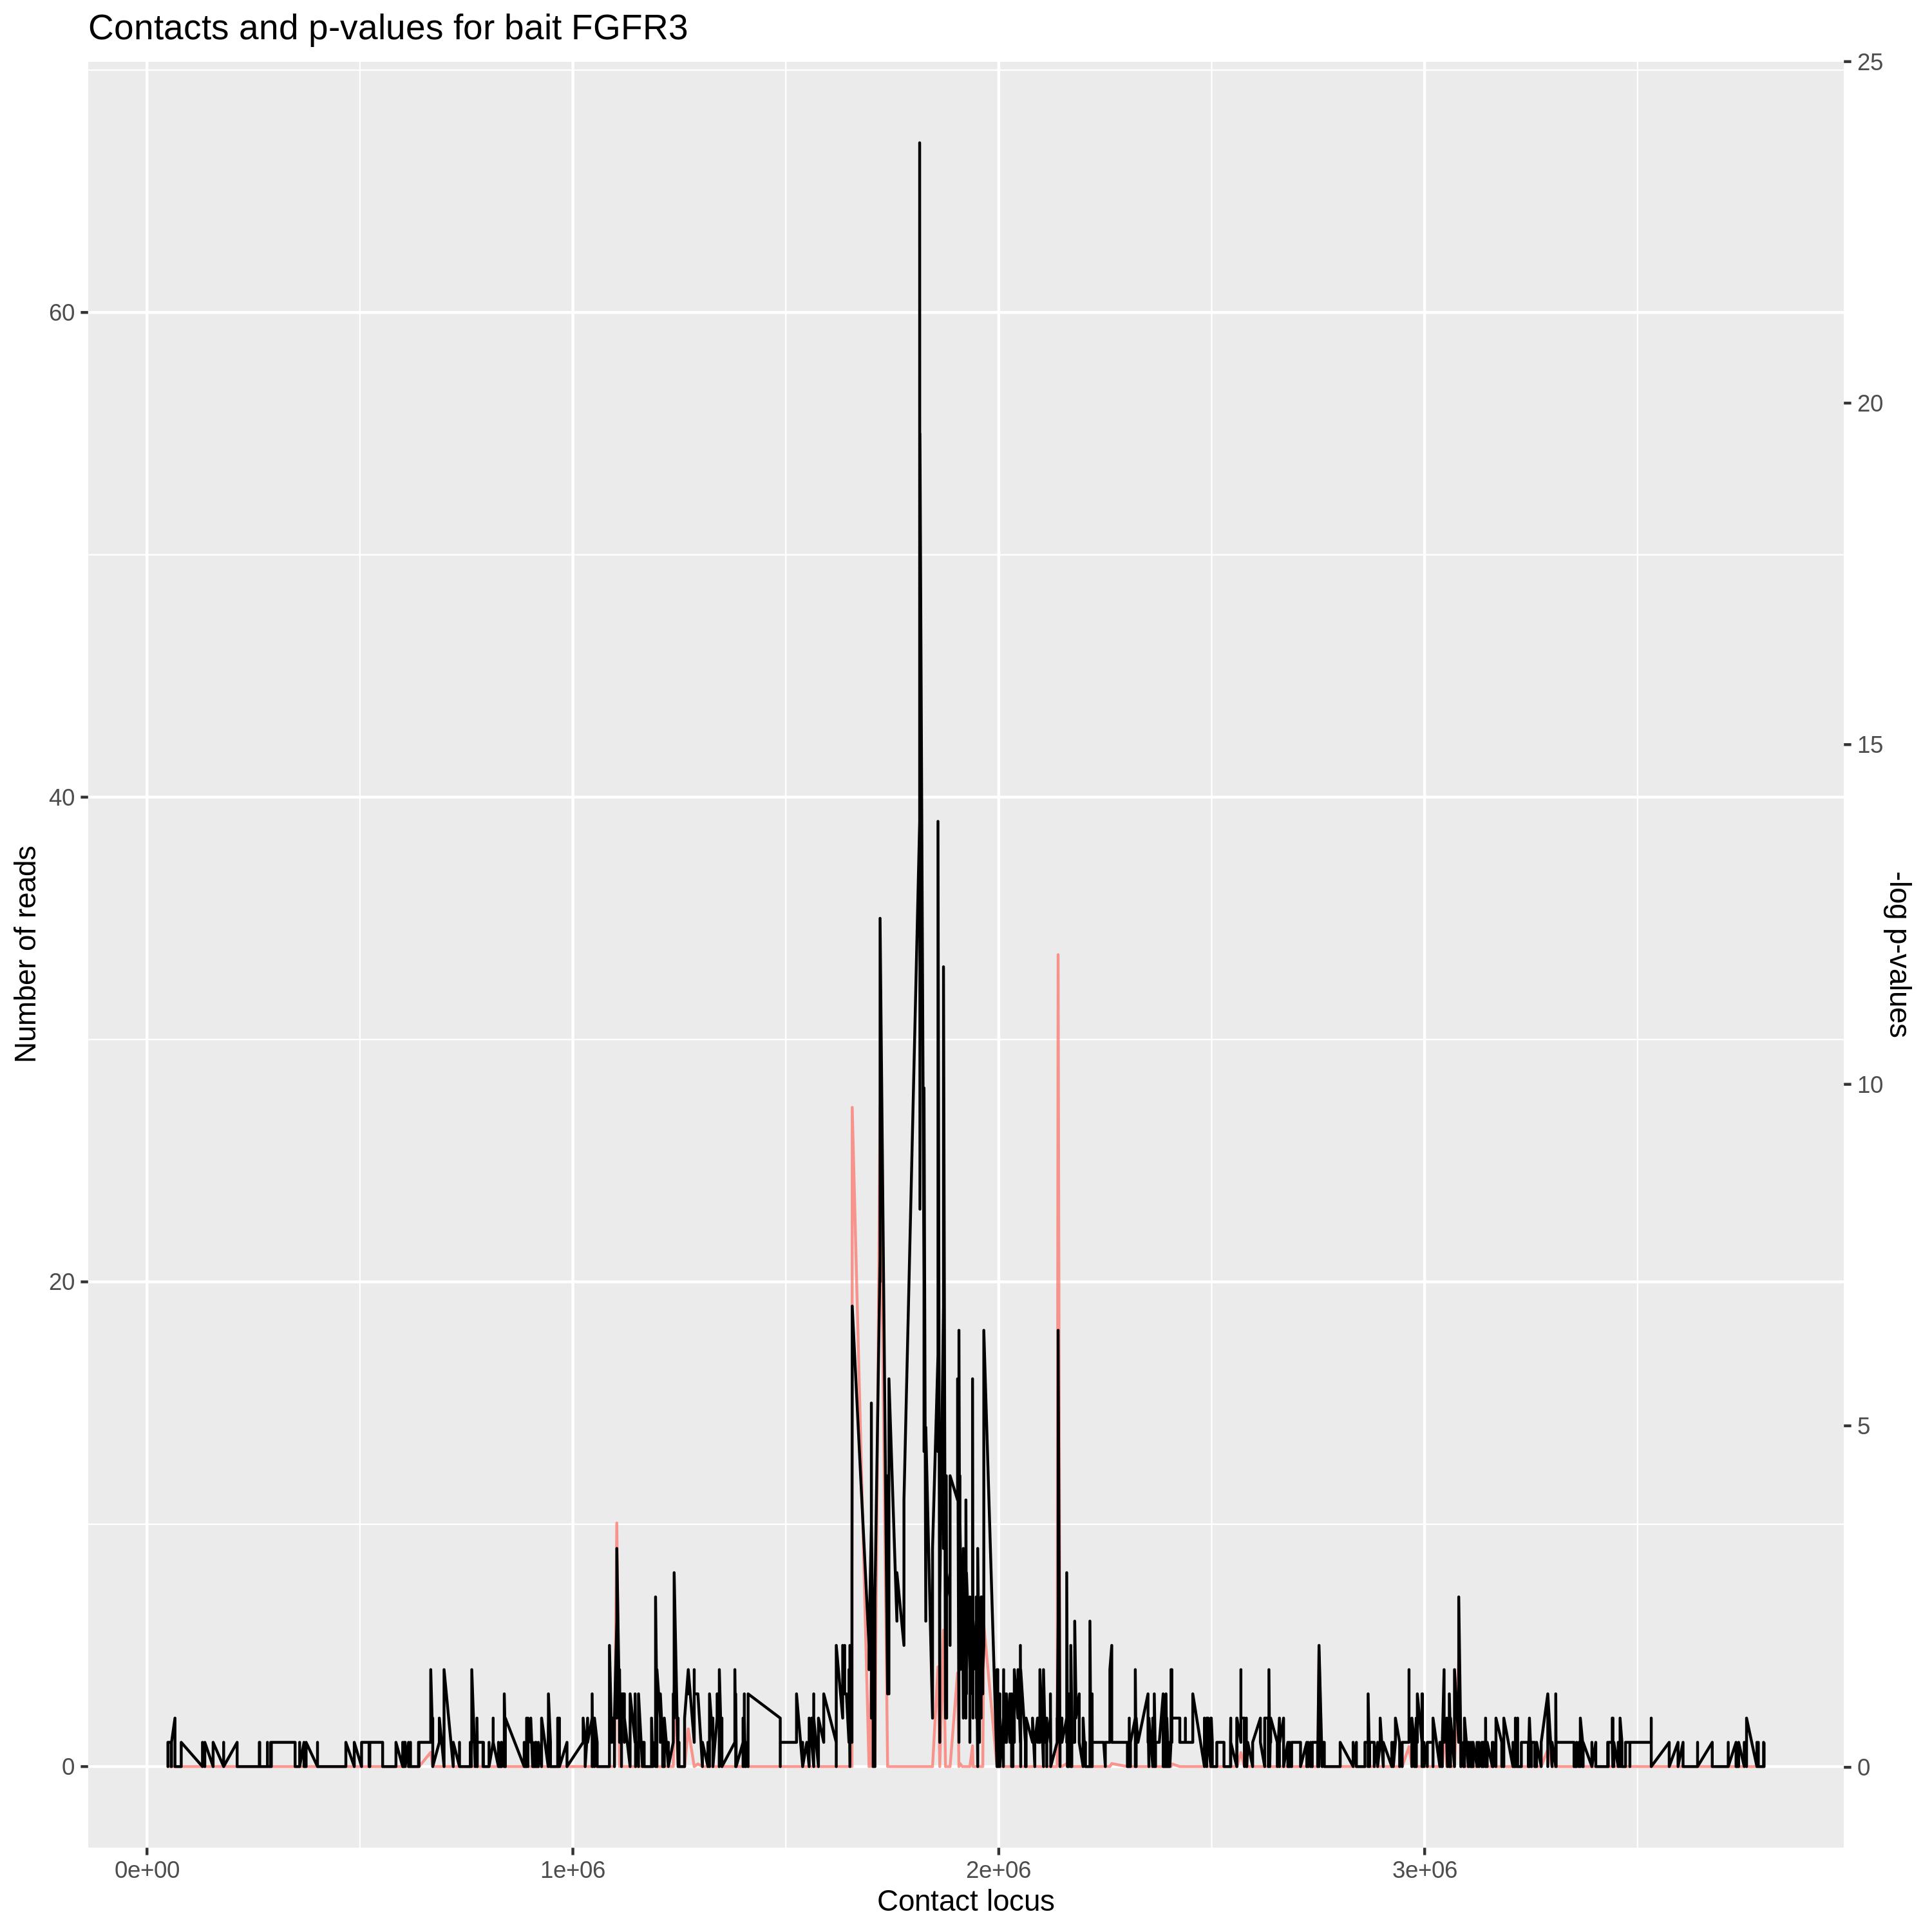 Contacts and p-values for bait FGFR3
25
60
20
40
15
Number of reads
-log p-values
10
20
5
0
0
0e+00
1e+06
2e+06
3e+06
Contact locus